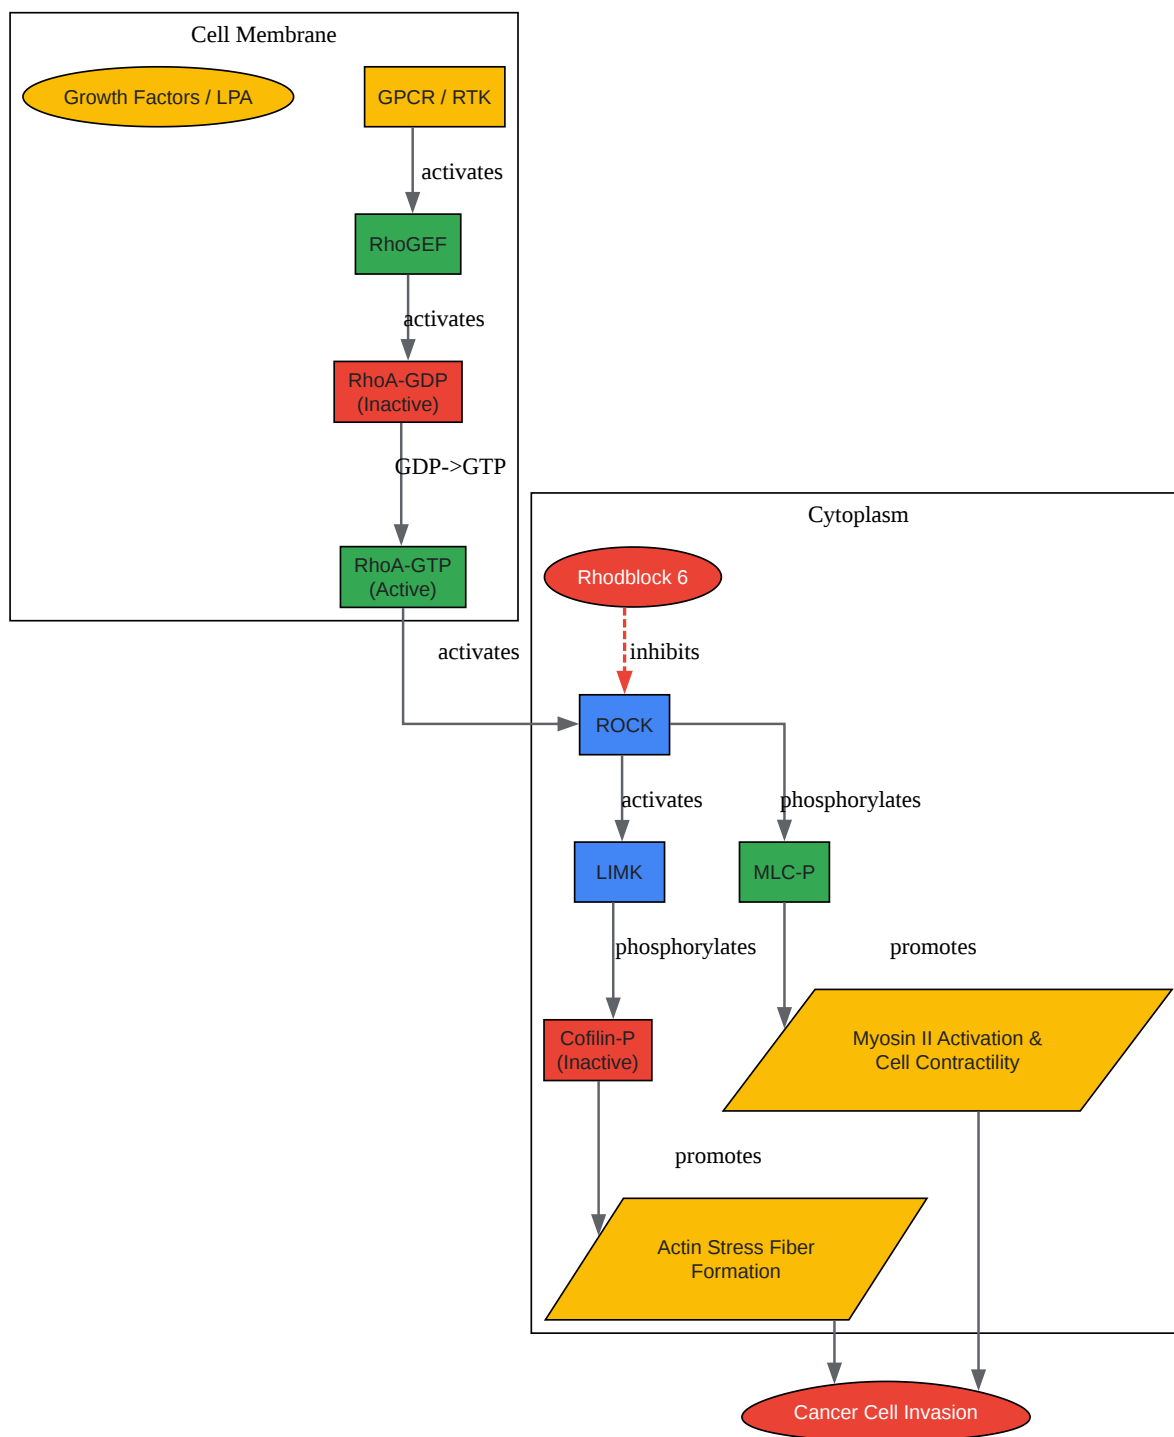 Cell Membrane
Growth Factors / LPA
GPCR / RTK
activates
RhoGEF
activates
RhoA-GDP
(Inactive)
GDP->GTP
RhoA-GTP
(Active)
activates
Cytoplasm
Rhodblock 6
inhibits
ROCK
activates
phosphorylates
LIMK
MLC-P
phosphorylates
promotes
Cofilin-P
(Inactive)
Myosin II Activation &
Cell Contractility
promotes
Actin Stress Fiber
Formation
Cancer Cell Invasion